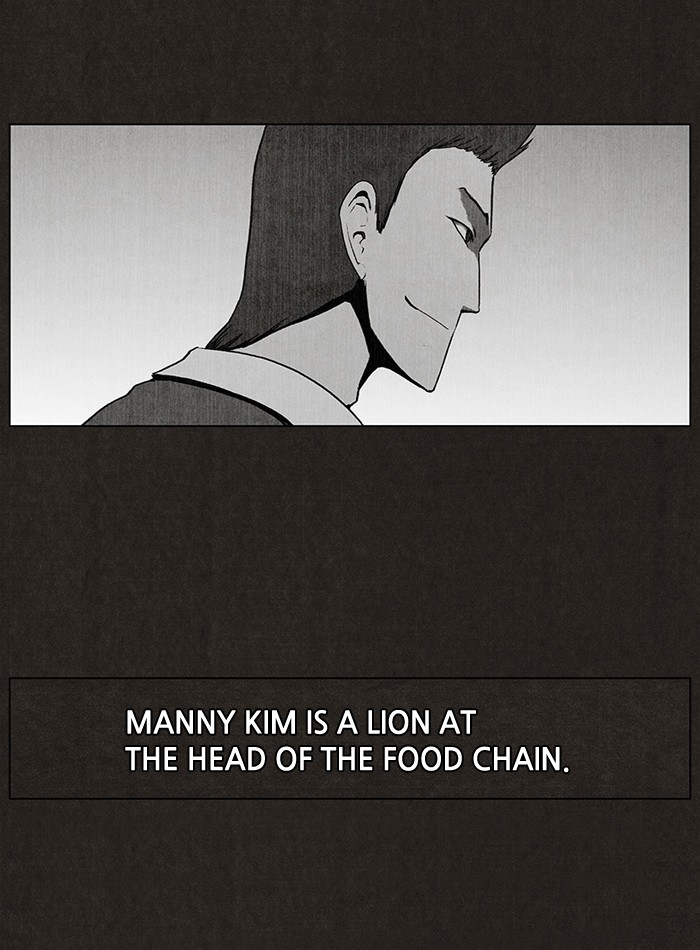 MANNY KIM IS A LION AT
THE HEAD OF THE FOOD CHAIN.